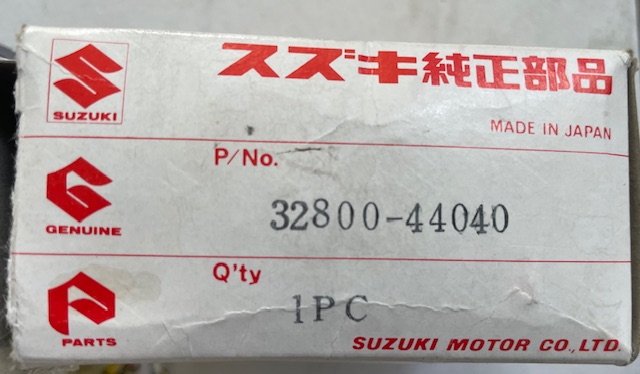 SUZUKI
スズキ純正部品
MADE IN JAPAN
GENUINE
P/No.
32800-44040
PARTS
Q'ty
1PC
SUZUKI MOTOR CO.,LTD.